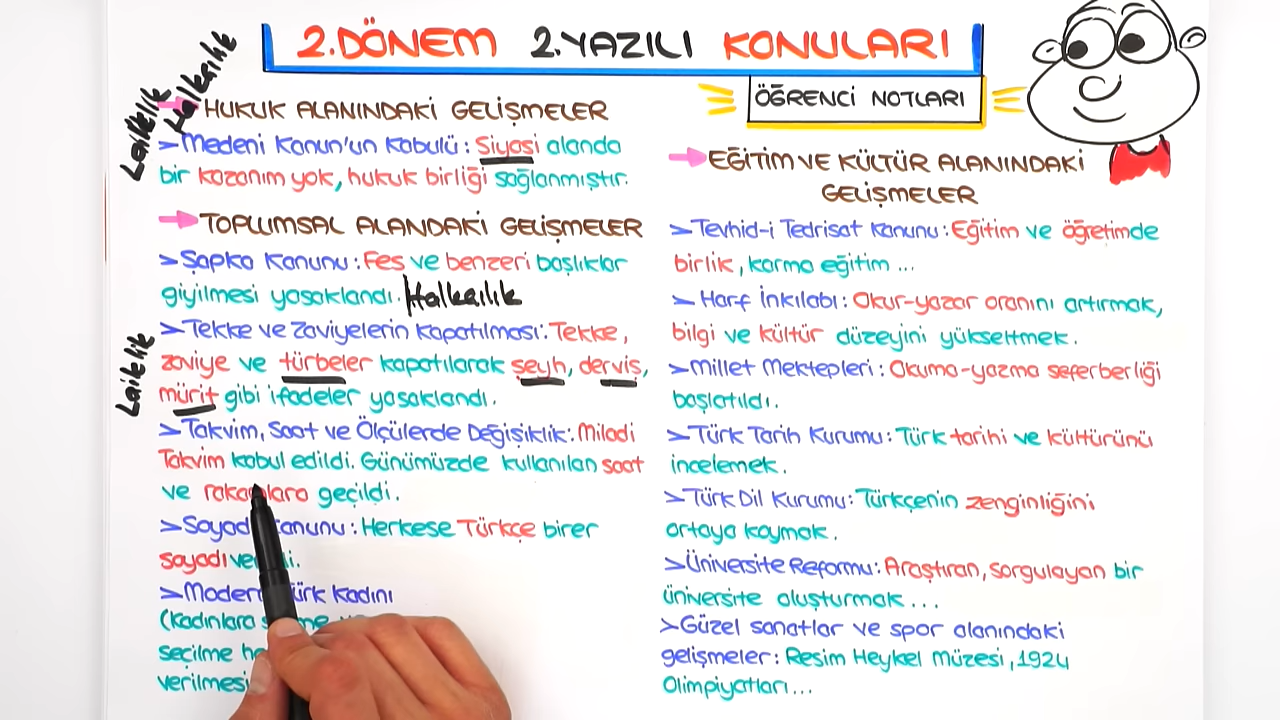 2.DÖNEM 2.YAZILI KONULARI
ÖĞRENCİ NOTLARI
Laiklik
Halkçılık
HUKUK ALANINDAKİ GELİŞMELER
>Medeni Kanun'un Kabulü: Siyasi alanda
bir kazanım yok, hukuk birliği sağlanmıştır.
TOPLUMSAL ALANDAKİ GELİŞMELER
>Şapka Kanunu: Fes ve benzeri başlıklar
giyilmesi yasaklandı. Halkçılık
Laiklik
>Tekke ve Zaviyelerin Kapatılması: Tekke,
zaviye ve türbeler kapatılarak şeyh, derviş,
mürit gibi ifadeler yasaklandı.
>Takvim, Saat ve Ölçülerde Değişiklik: Miladi
Takvim kabul edildi. Günümüzde kullanılan saat
ve rakamlara geçildi.
>Soyadı Kanunu: Herkese Türkçe birer
soyadı
>Modern Türk Kadını
(Kadınlara
seçilme
verilmesi
EĞİTİM VE KÜLTÜR ALANINDAKİ
GELİŞMELER
>Tevhid-i Tedrisat Kanunu: Eğitim ve öğretimde
birlik, karma eğitim ...
>Harf İnkılabı: Okur-yazar oranını artırmak,
bilgi ve kültür düzeyini yükseltmek.
>Millet Mektepleri: Okuma-yazma seferberliği
başlatıldı.
>Türk Tarih Kurumu: Türk tarihi ve kültürünü
incelemek.
>Türk Dil Kurumu: Türkçenin zenginliğini
ortaya koymak.
>Üniversite Reformu: Araştıran, sorgulayan bir
üniversite oluşturmak ...
>Güzel sanatlar ve spor alanındaki
gelişmeler: Resim Heykel Müzesi, 1924
Olimpiyatları...